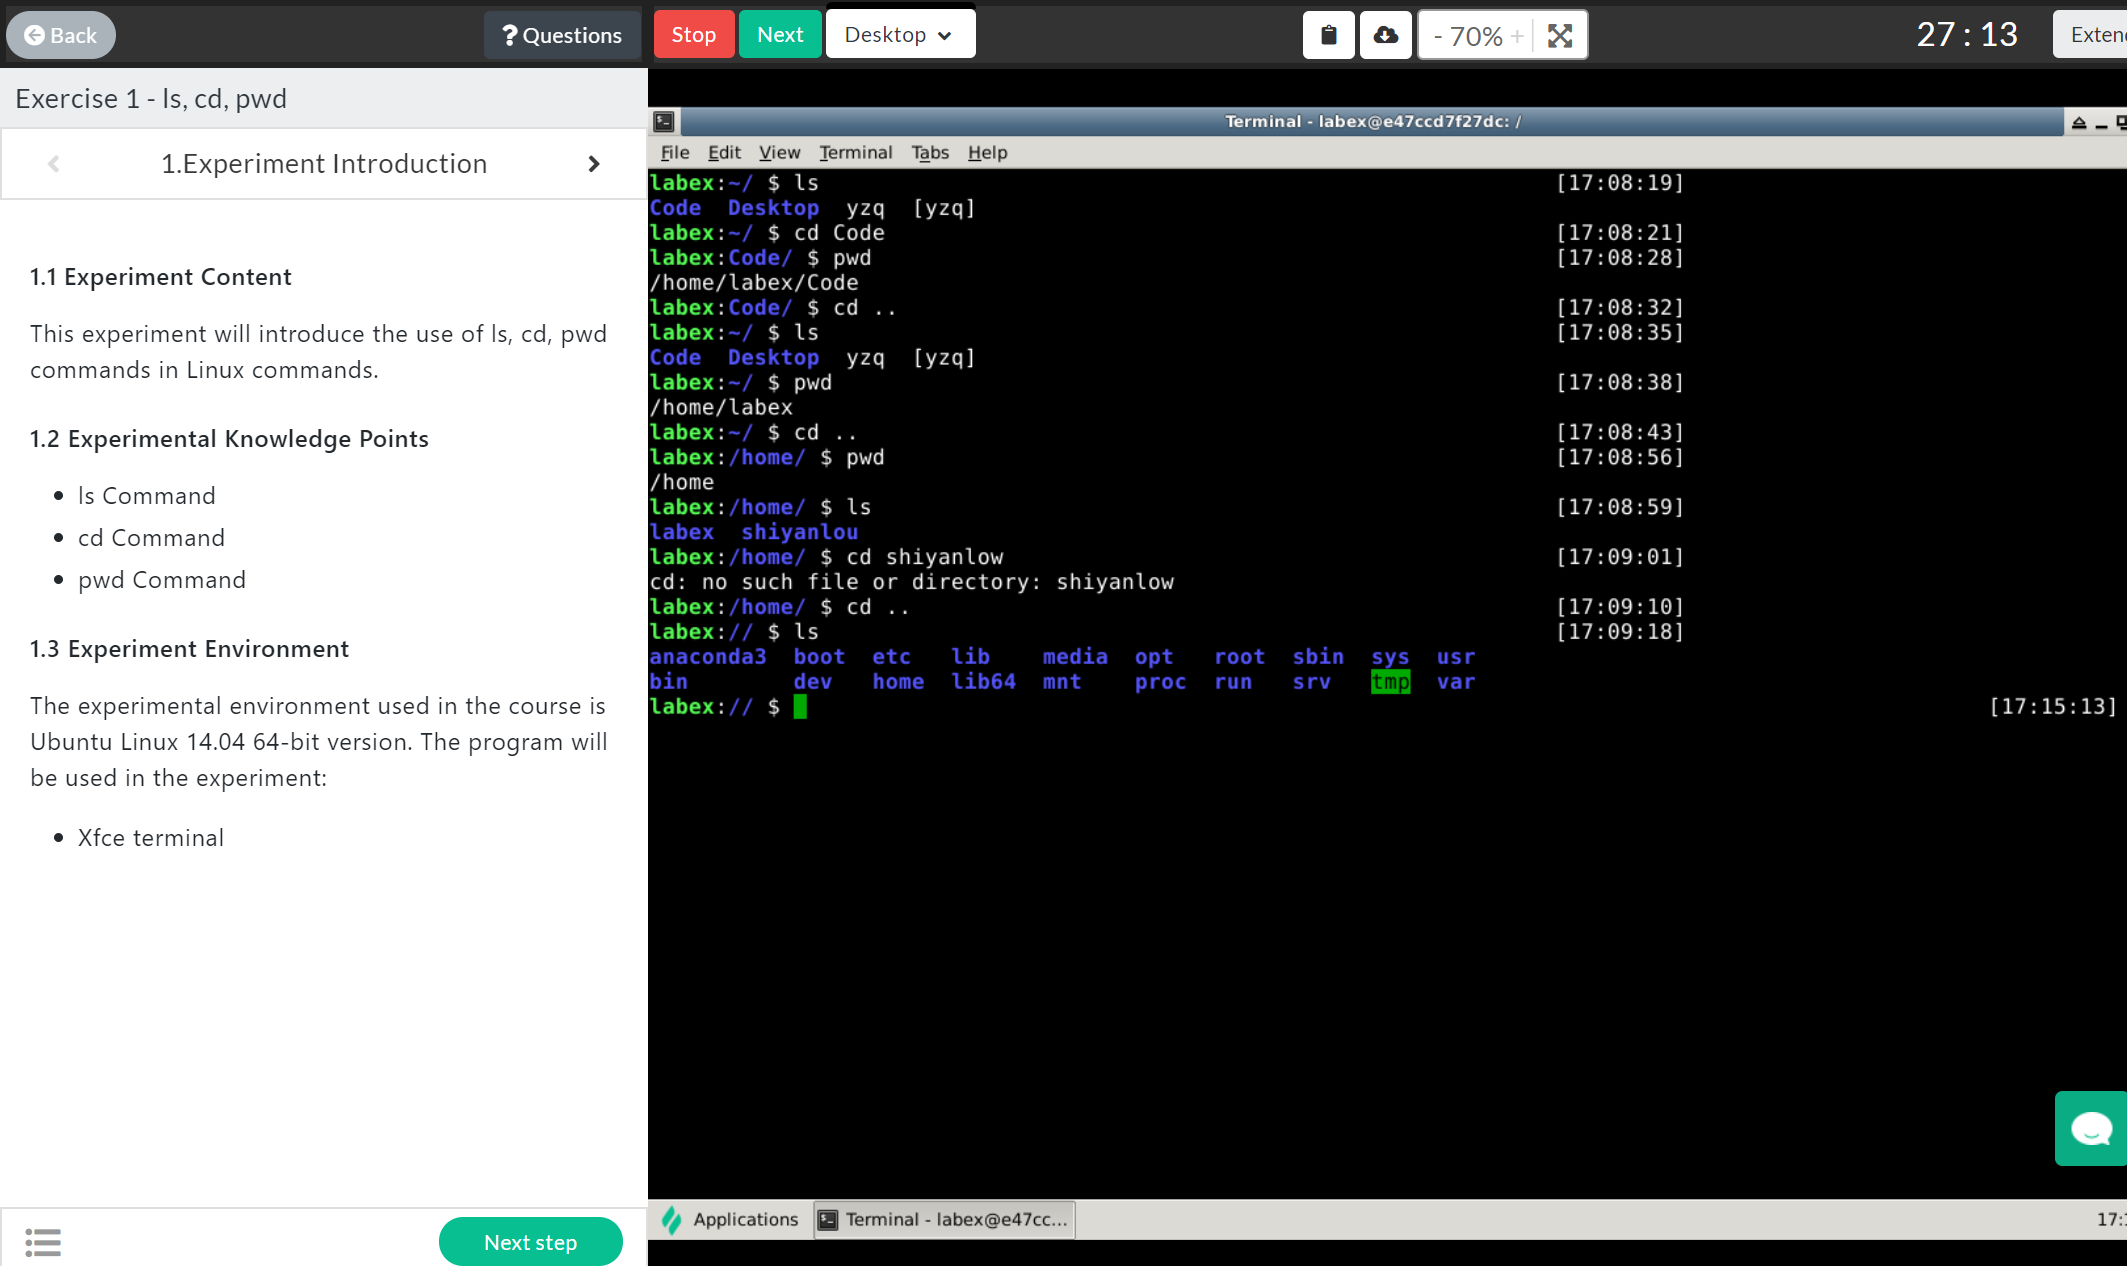 Back
? Questions
Stop
Next
Desktop
- 70% +
27 : 13
Exercise 1 - ls, cd, pwd
1.Experiment Introduction
1.1 Experiment Content
This experiment will introduce the use of ls, cd, pwd
commands in Linux commands.
1.2 Experimental Knowledge Points
• ls Command
• cd Command
• pwd Command
1.3 Experiment Environment
The experimental environment used in the course is
Ubuntu Linux 14.04 64-bit version. The program will
be used in the experiment:
• Xfce terminal
Next step
Terminal - labex@e47ccd7f27dc: /
File Edit View Terminal Tabs Help
labex:~/ $ ls [17:08:19]
Code Desktop yzq [yzq]
labex:~/ $ cd Code [17:08:21]
labex:Code/ $ pwd [17:08:28]
/home/labex/Code
labex:Code/ $ cd .. [17:08:32]
labex:~/ $ ls [17:08:35]
Code Desktop yzq [yzq]
labex:~/ $ pwd [17:08:38]
/home/labex
labex:~/ $ cd .. [17:08:43]
labex:/home/ $ pwd [17:08:56]
/home
labex:/home/ $ ls [17:08:59]
labex shiyanlou
labex:/home/ $ cd shiyanlow [17:09:01]
cd: no such file or directory: shiyanlow
labex:/home/ $ cd .. [17:09:10]
labex:// $ ls [17:09:18]
anaconda3 boot etc lib media opt root sbin sys usr
bin dev home lib64 mnt proc run srv tmp var
labex:// $ [17:15:13]
Applications
Terminal - labex@e47cc...